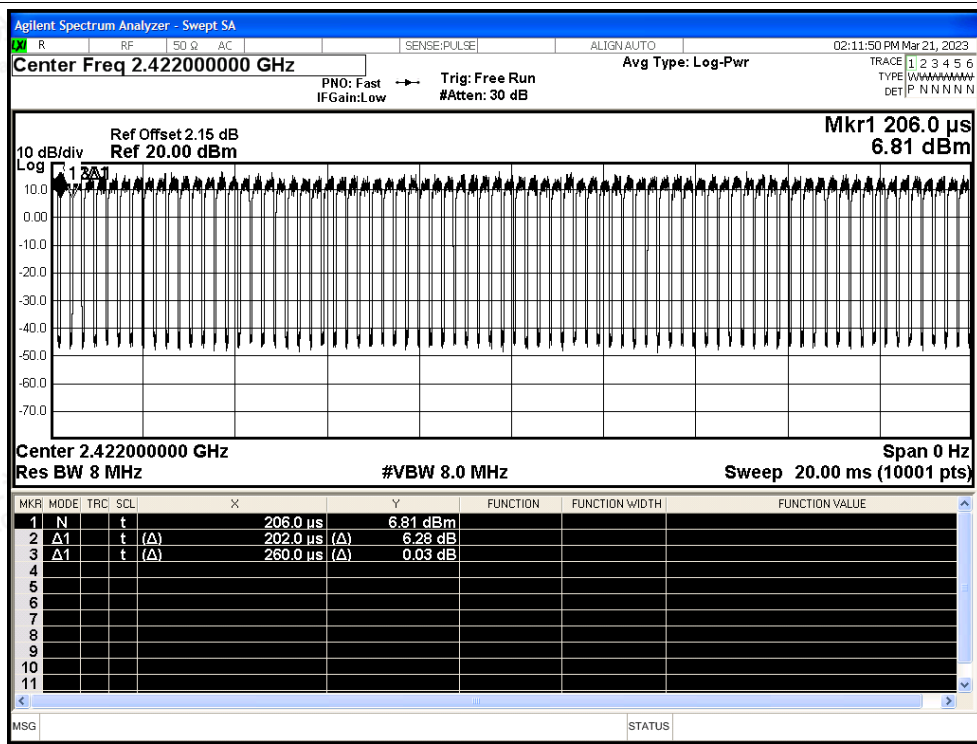 Agilent Spectrum Analyzer - Swept SA
LXI R RF 50 Ω AC SENSE:PULSE ALIGN AUTO 02:11:50 PM Mar 21, 2023
Center Freq 2.422000000 GHz
PNO: Fast
IFGain:Low
Trig: Free Run
#Atten: 30 dB
Avg Type: Log-Pwr
TRACE 1 2 3 4 5 6
TYPE
DET P N N N N N
Ref Offset 2.15 dB
Ref 20.00 dBm
Mkr1 206.0 µs
6.81 dBm
10 dB/div
Log
1 3Δ1
10.0
0.00
-10.0
-20.0
-30.0
-40.0
-50.0
-60.0
-70.0
Center 2.422000000 GHz Span 0 Hz
Res BW 8 MHz #VBW 8.0 MHz Sweep 20.00 ms (10001 pts)
MKR MODE TRC SCL X Y FUNCTION FUNCTION WIDTH FUNCTION VALUE
1 N t 206.0 µs 6.81 dBm
2 Δ1 t (Δ) 202.0 µs (Δ) 6.28 dB
3 Δ1 t (Δ) 260.0 µs (Δ) 0.03 dB
4
5
6
7
8
9
10
11
MSG STATUS